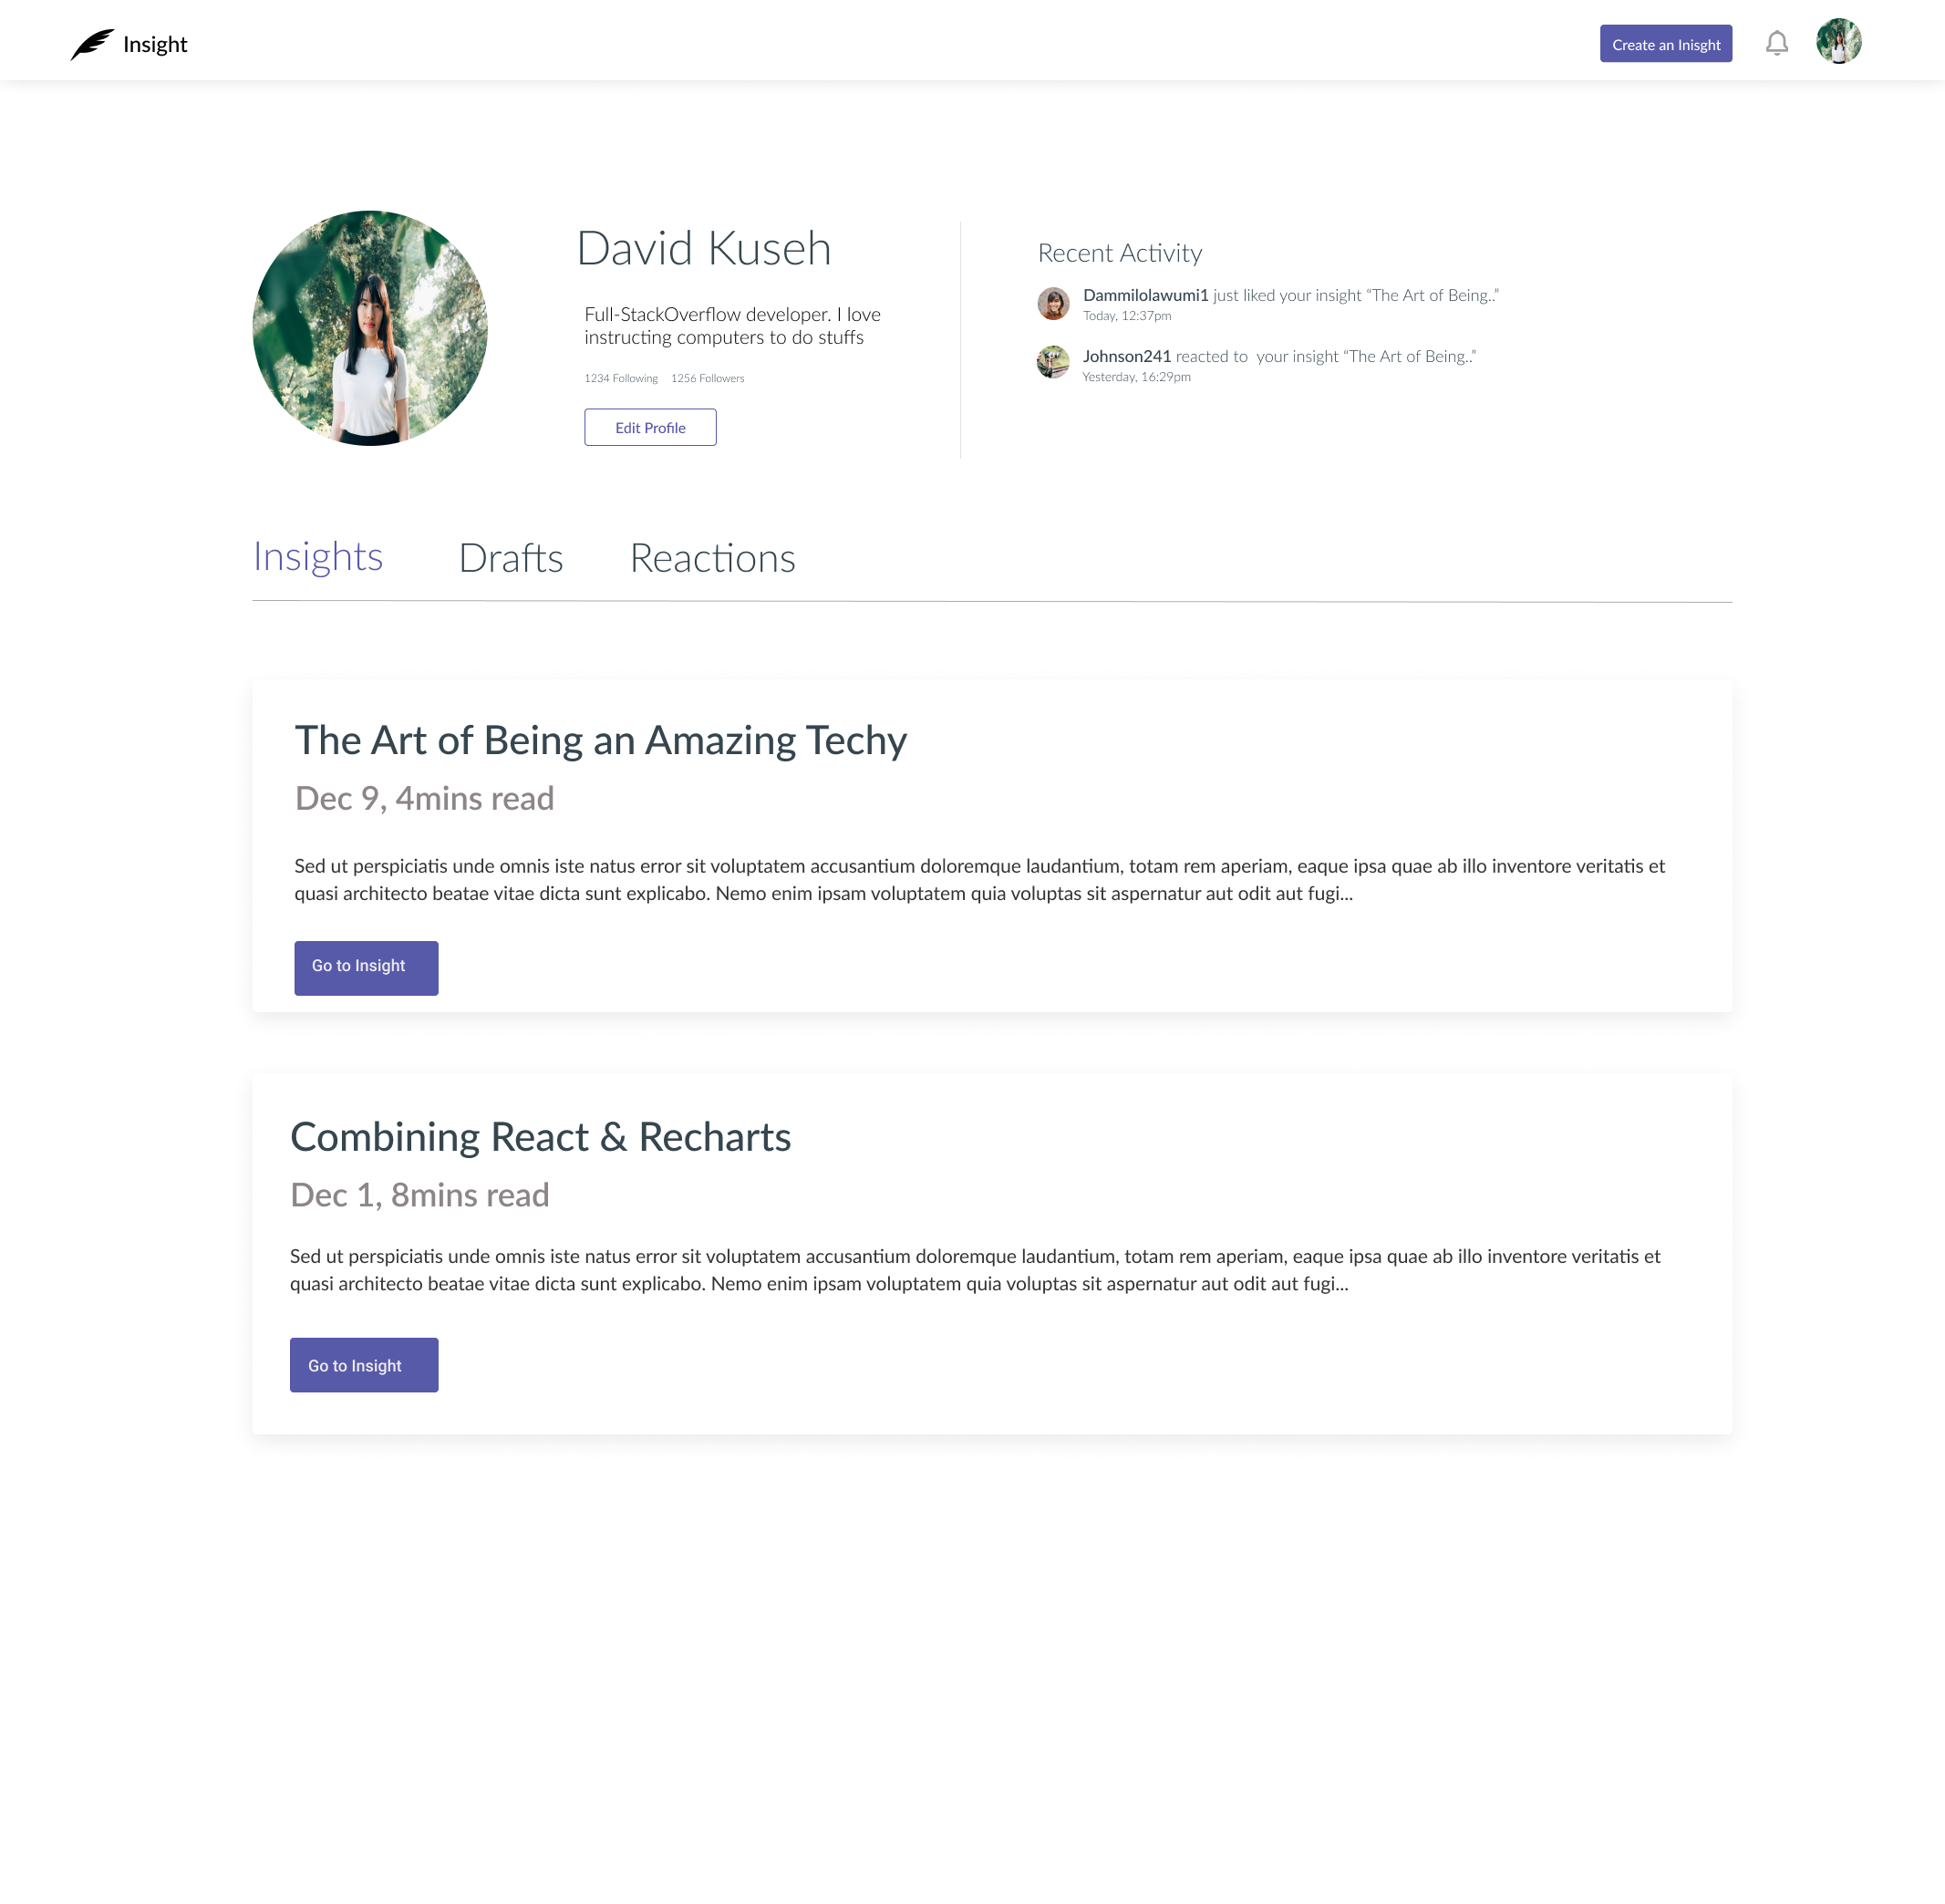 Insight
Create an Inisght
David Kuseh
Full-StackOverflow developer. I love
instructing computers to do stuffs
1234 Following 1256 Followers
Edit Profile
Recent Activity
Dammilolawumi1 just liked your insight “The Art of Being..”
Today, 12:37pm
Johnson241 reacted to your insight “The Art of Being..”
Yesterday, 16:29pm
Insights Drafts Reactions
The Art of Being an Amazing Techy
Dec 9, 4mins read
Sed ut perspiciatis unde omnis iste natus error sit voluptatem accusantium doloremque laudantium, totam rem aperiam, eaque ipsa quae ab illo inventore veritatis et
quasi architecto beatae vitae dicta sunt explicabo. Nemo enim ipsam voluptatem quia voluptas sit aspernatur aut odit aut fugi...
Go to Insight
Combining React & Recharts
Dec 1, 8mins read
Sed ut perspiciatis unde omnis iste natus error sit voluptatem accusantium doloremque laudantium, totam rem aperiam, eaque ipsa quae ab illo inventore veritatis et
quasi architecto beatae vitae dicta sunt explicabo. Nemo enim ipsam voluptatem quia voluptas sit aspernatur aut odit aut fugi...
Go to Insight